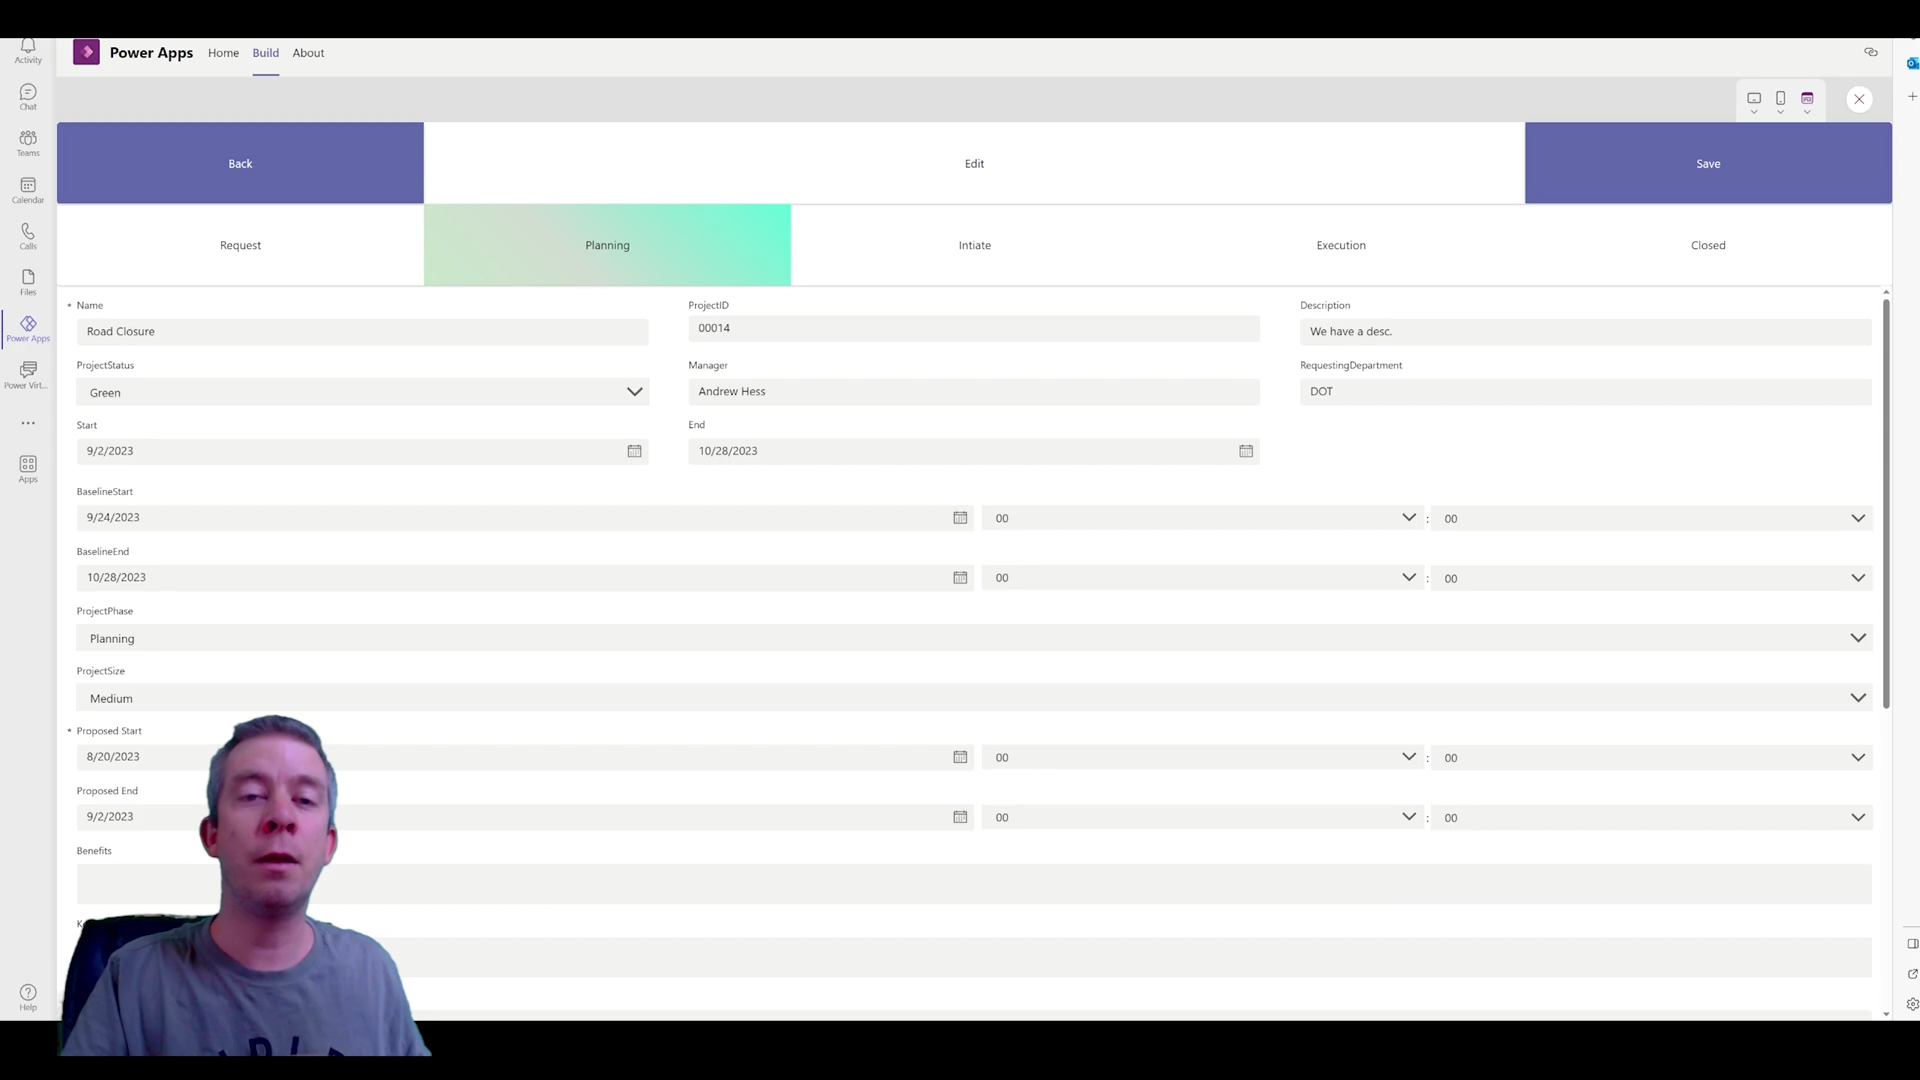 Activity
Chat
Teams
Calendar
Calls
Files
Power Apps
Power Virt...
Apps
Help
Power Apps Home Build About
Back Edit Save
Request Planning Intiate Execution Closed
* Name ProjectID Description
Road Closure 00014 We have a desc.
ProjectStatus Manager RequestingDepartment
Green Andrew Hess DOT
Start End
9/2/2023 10/28/2023
BaselineStart
9/24/2023 00 : 00
BaselineEnd
10/28/2023 00 : 00
ProjectPhase
Planning
ProjectSize
Medium
* Proposed Start
8/20/2023 00 : 00
Proposed End
9/2/2023 00 : 00
Benefits